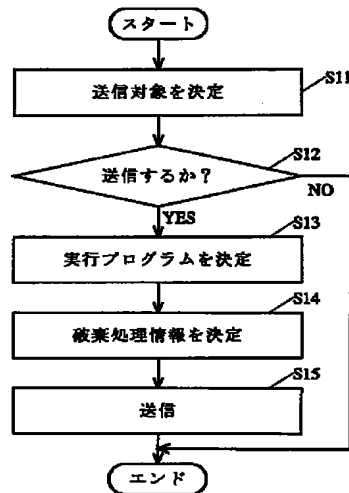 スタート
S11
送信対象を決定
S12
送信するか？
NO
YES
S13
実行プログラムを決定
S14
破棄処理情報を決定
S15
送信
エンド